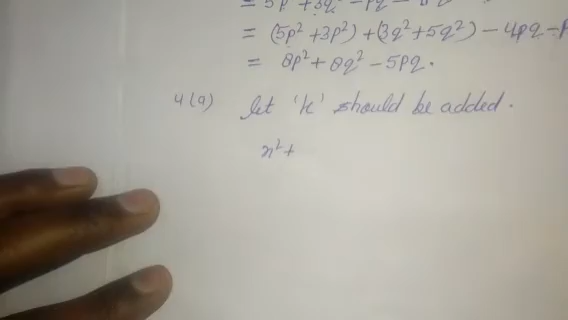 = (5p² + 3p²) + (3q² + 5q²) - 4pq -
= 8p² + 8q² - 5pq.
4(a) let 'k' should be added.
x² +